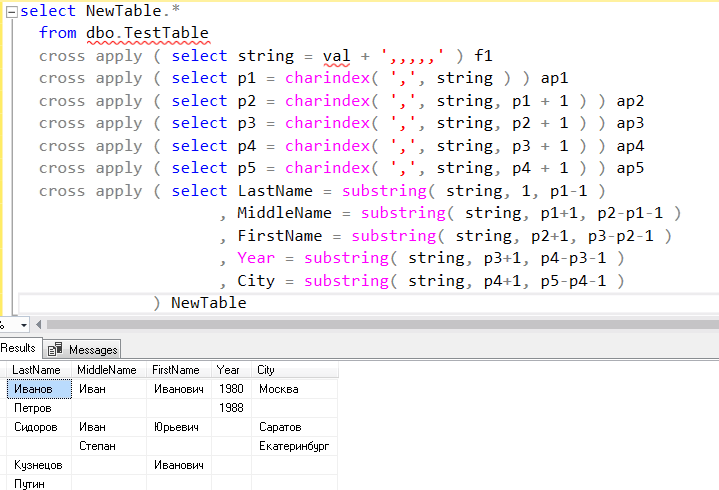 select NewTable.*
from dbo.TestTable
cross apply ( select string = val + ',,,,,' ) f1
cross apply ( select p1 = charindex( ',', string ) ) ap1
cross apply ( select p2 = charindex( ',', string, p1 + 1 ) ) ap2
cross apply ( select p3 = charindex( ',', string, p2 + 1 ) ) ap3
cross apply ( select p4 = charindex( ',', string, p3 + 1 ) ) ap4
cross apply ( select p5 = charindex( ',', string, p4 + 1 ) ) ap5
cross apply ( select LastName = substring( string, 1, p1-1 )
, MiddleName = substring( string, p1+1, p2-p1-1 )
, FirstName = substring( string, p2+1, p3-p2-1 )
, Year = substring( string, p3+1, p4-p3-1 )
, City = substring( string, p4+1, p5-p4-1 )
) NewTable
%
Results Messages
LastName MiddleName FirstName Year City
Иванов Иван Иванович 1980 Москва
Петров 1988
Сидоров Иван Юрьевич Саратов
Степан Екатеринбург
Кузнецов Иванович
Путин